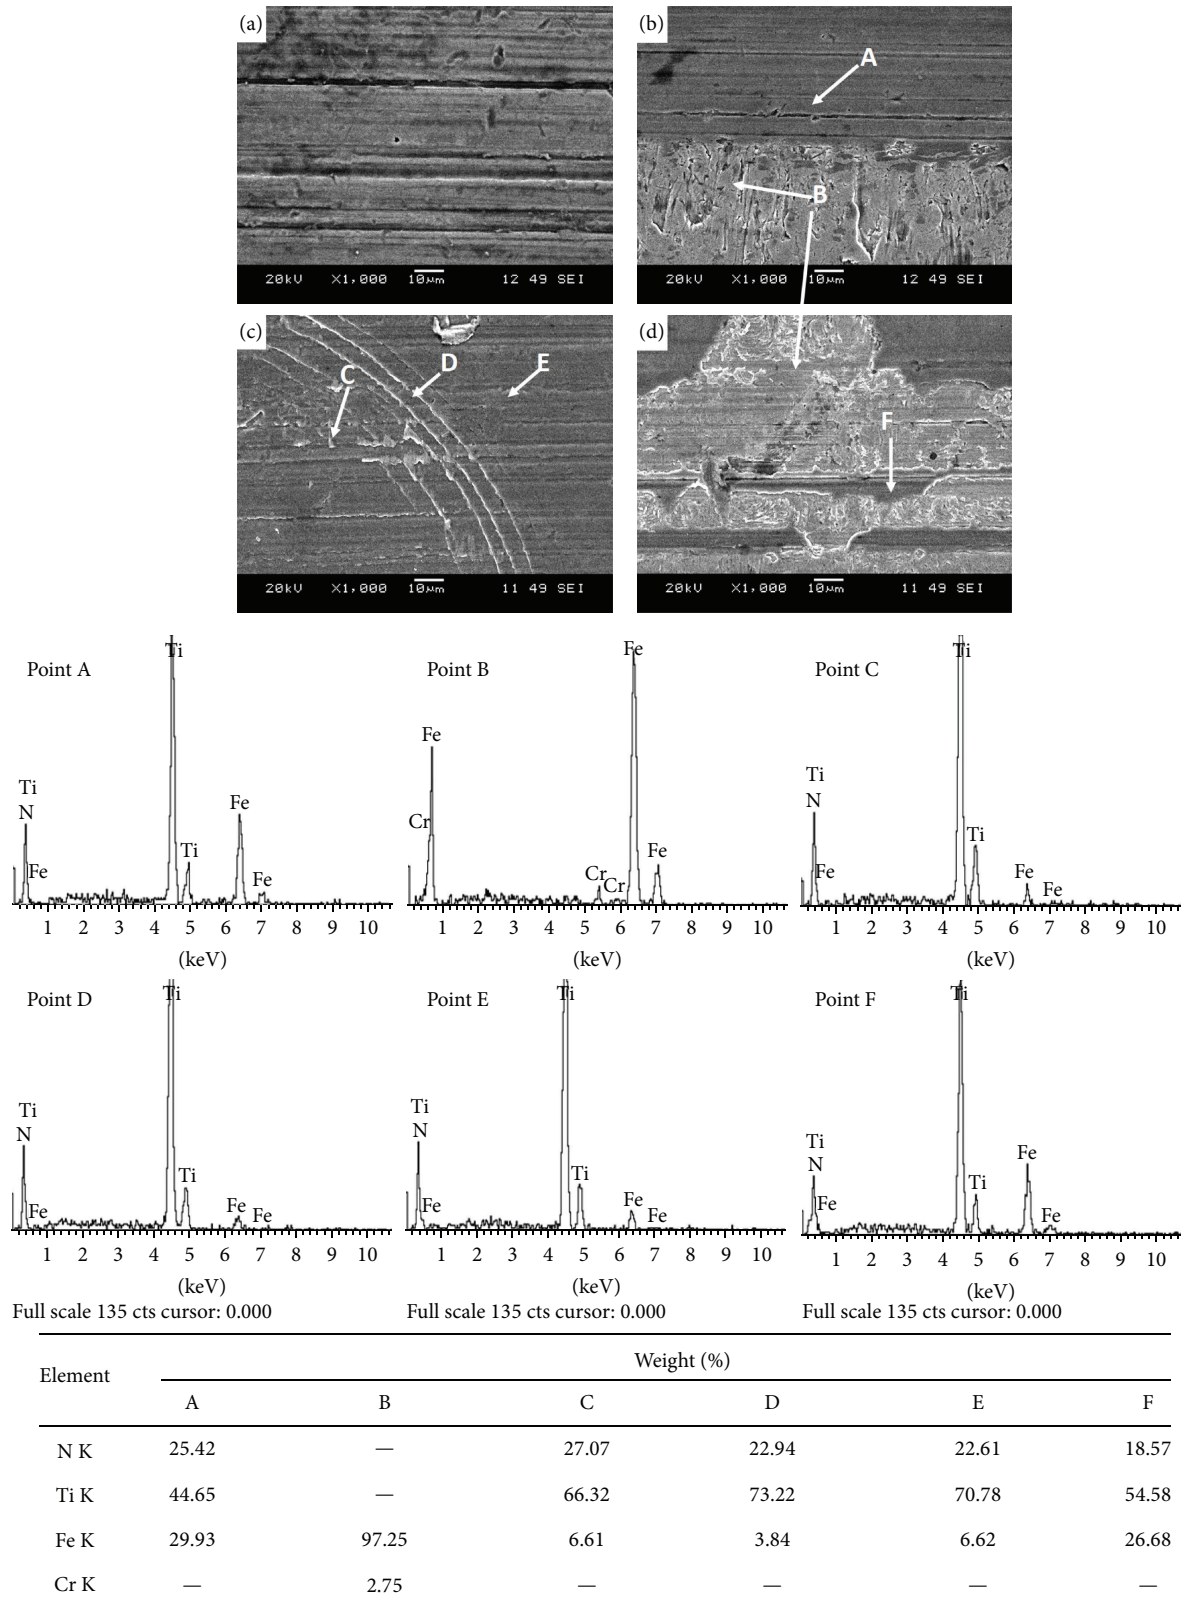 (a)
(b)
A
B
20kV X1,000 10μm 12 49 SEI
20kV X1,000 10μm 12 49 SEI
(c)
(d)
C
D
E
F
20kV X1,000 10μm 11 49 SEI
20kV X1,000 10μm 11 49 SEI
Point A
Ti
Ti
N
Fe
Ti
Fe
Fe
1 2 3 4 5 6 7 8 9 10
(keV)
Point B
Fe
Fe
Cr
Cr
Cr
Fe
1 2 3 4 5 6 7 8 9 10
(keV)
Point C
Ti
Ti
N
Fe
Ti
Fe
Fe
1 2 3 4 5 6 7 8 9 10
(keV)
Point D
Ti
Ti
N
Fe
Ti
Fe
Fe
1 2 3 4 5 6 7 8 9 10
(keV)
Full scale 135 cts cursor: 0.000
Point E
Ti
Ti
N
Fe
Ti
Fe
Fe
1 2 3 4 5 6 7 8 9 10
(keV)
Full scale 135 cts cursor: 0.000
Point F
Ti
Ti
N
Fe
Ti
Fe
Fe
1 2 3 4 5 6 7 8 9 10
(keV)
Full scale 135 cts cursor: 0.000
Element Weight (%)
A B C D E F
N K 25.42 — 27.07 22.94 22.61 18.57
Ti K 44.65 — 66.32 73.22 70.78 54.58
Fe K 29.93 97.25 6.61 3.84 6.62 26.68
Cr K — 2.75 — — — —